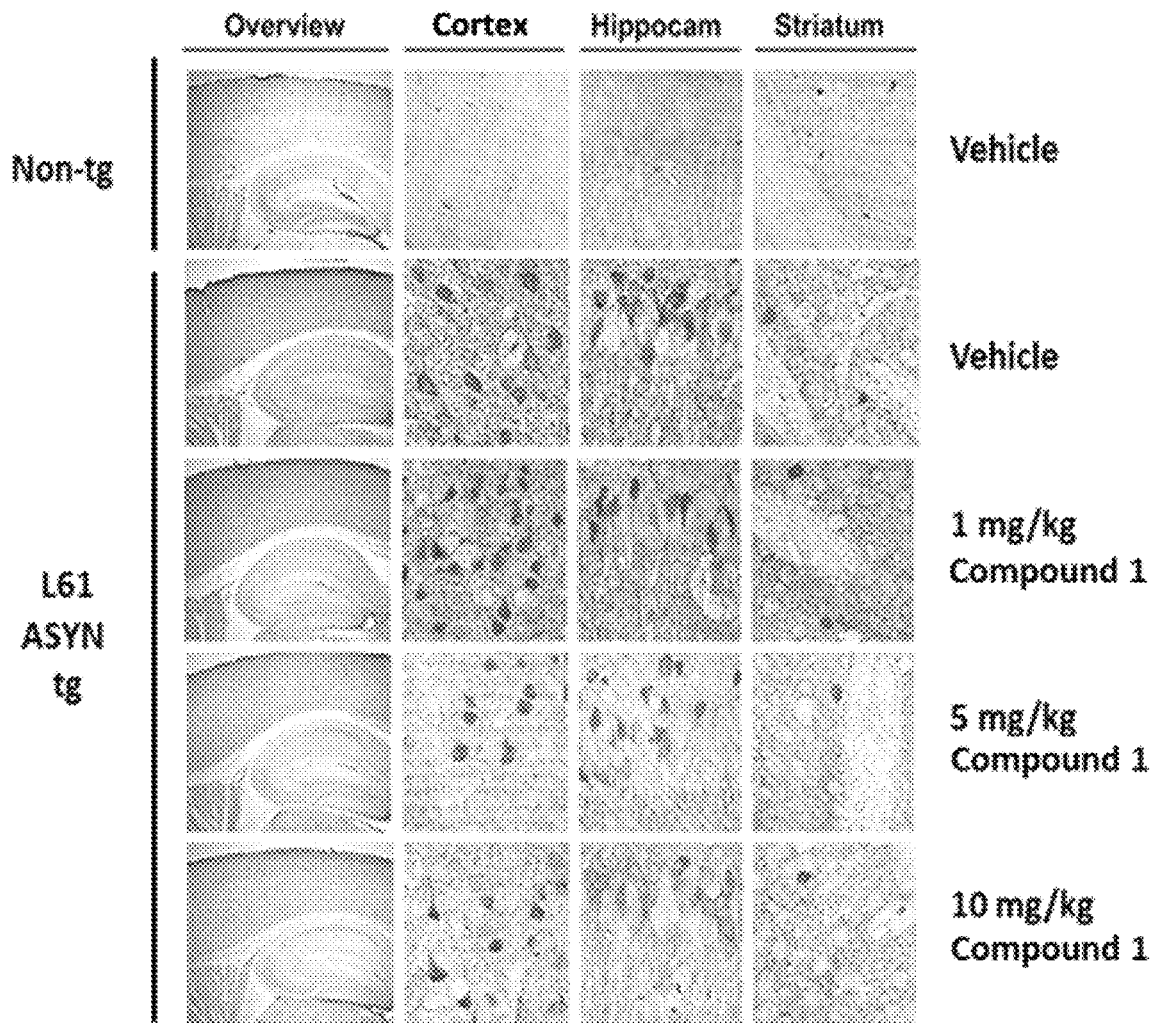 Overview Cortex Hippocam Striatum
Non-tg
Vehicle
Vehicle
L61
ASYN
tg
1 mg/kg
Compound 1
5 mg/kg
Compound 1
10 mg/kg
Compound 1